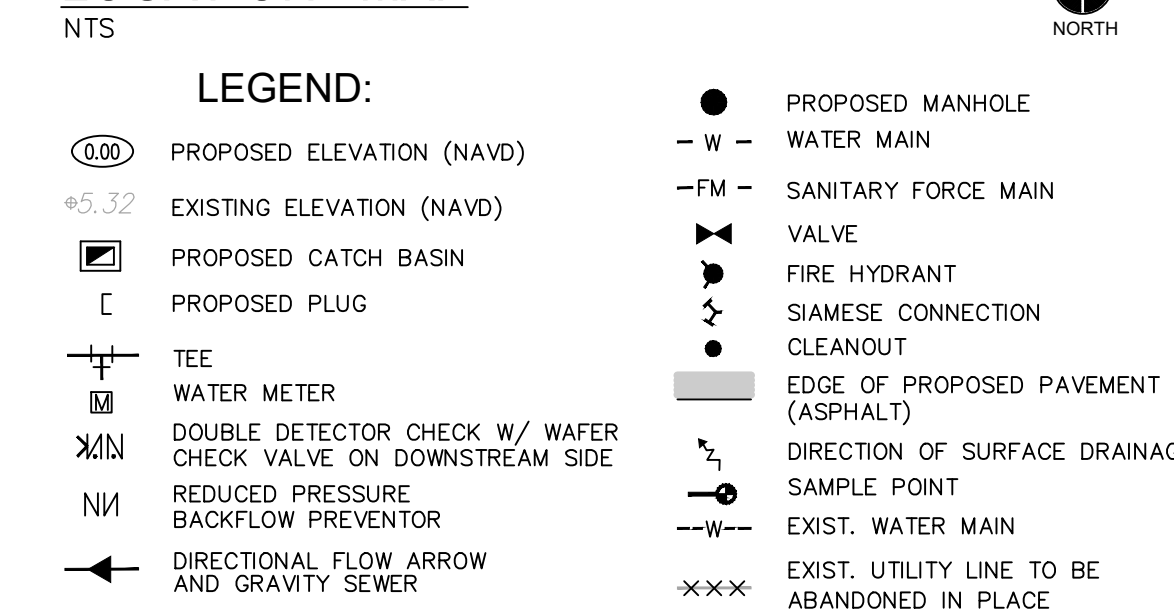 NTS
NORTH
LEGEND:
0.00 PROPOSED ELEVATION (NAVD)
5.32 EXISTING ELEVATION (NAVD)
PROPOSED CATCH BASIN
PROPOSED PLUG
TEE
M WATER METER
DOUBLE DETECTOR CHECK W/ WAFER
CHECK VALVE ON DOWNSTREAM SIDE
REDUCED PRESSURE
BACKFLOW PREVENTOR
DIRECTIONAL FLOW ARROW
AND GRAVITY SEWER
PROPOSED MANHOLE
W WATER MAIN
FM SANITARY FORCE MAIN
VALVE
FIRE HYDRANT
SIAMESE CONNECTION
CLEANOUT
EDGE OF PROPOSED PAVEMENT
(ASPHALT)
DIRECTION OF SURFACE
SAMPLE POINT
W EXIST. WATER MAIN
EXIST. UTILITY LINE TO BE
ABANDONED IN PLACE